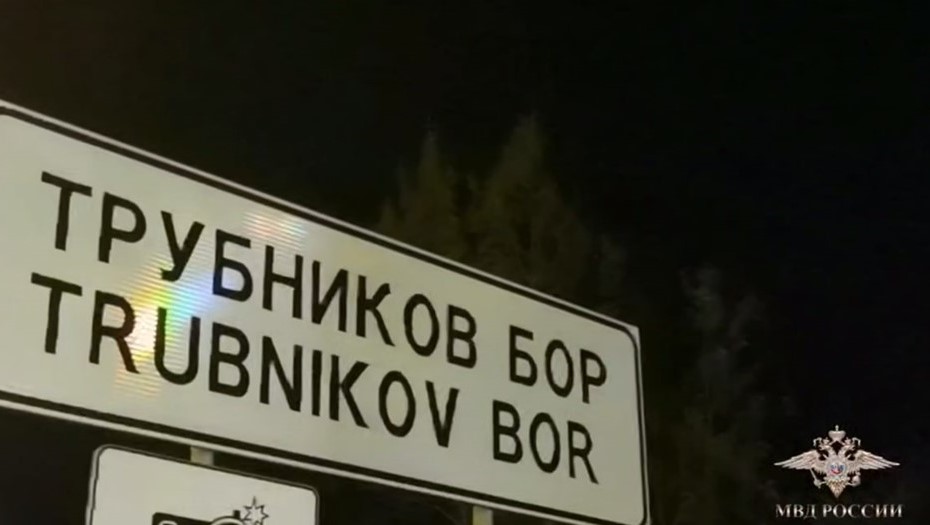 ТРУБНИКОВ БОР
TRUBNIKOV BOR
МВД РОССИИ